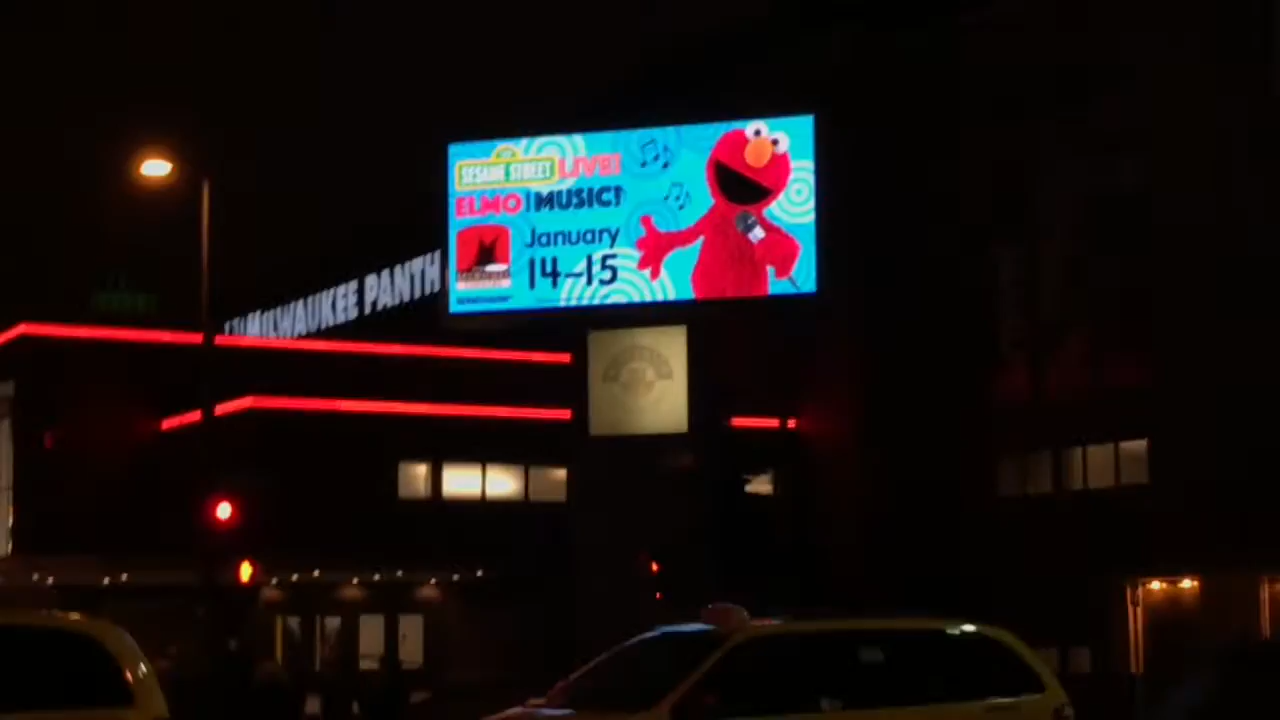 SESAME STREET LIVE!
ELMO MUSIC!
January
14-15
MILWAUKEE PANTH